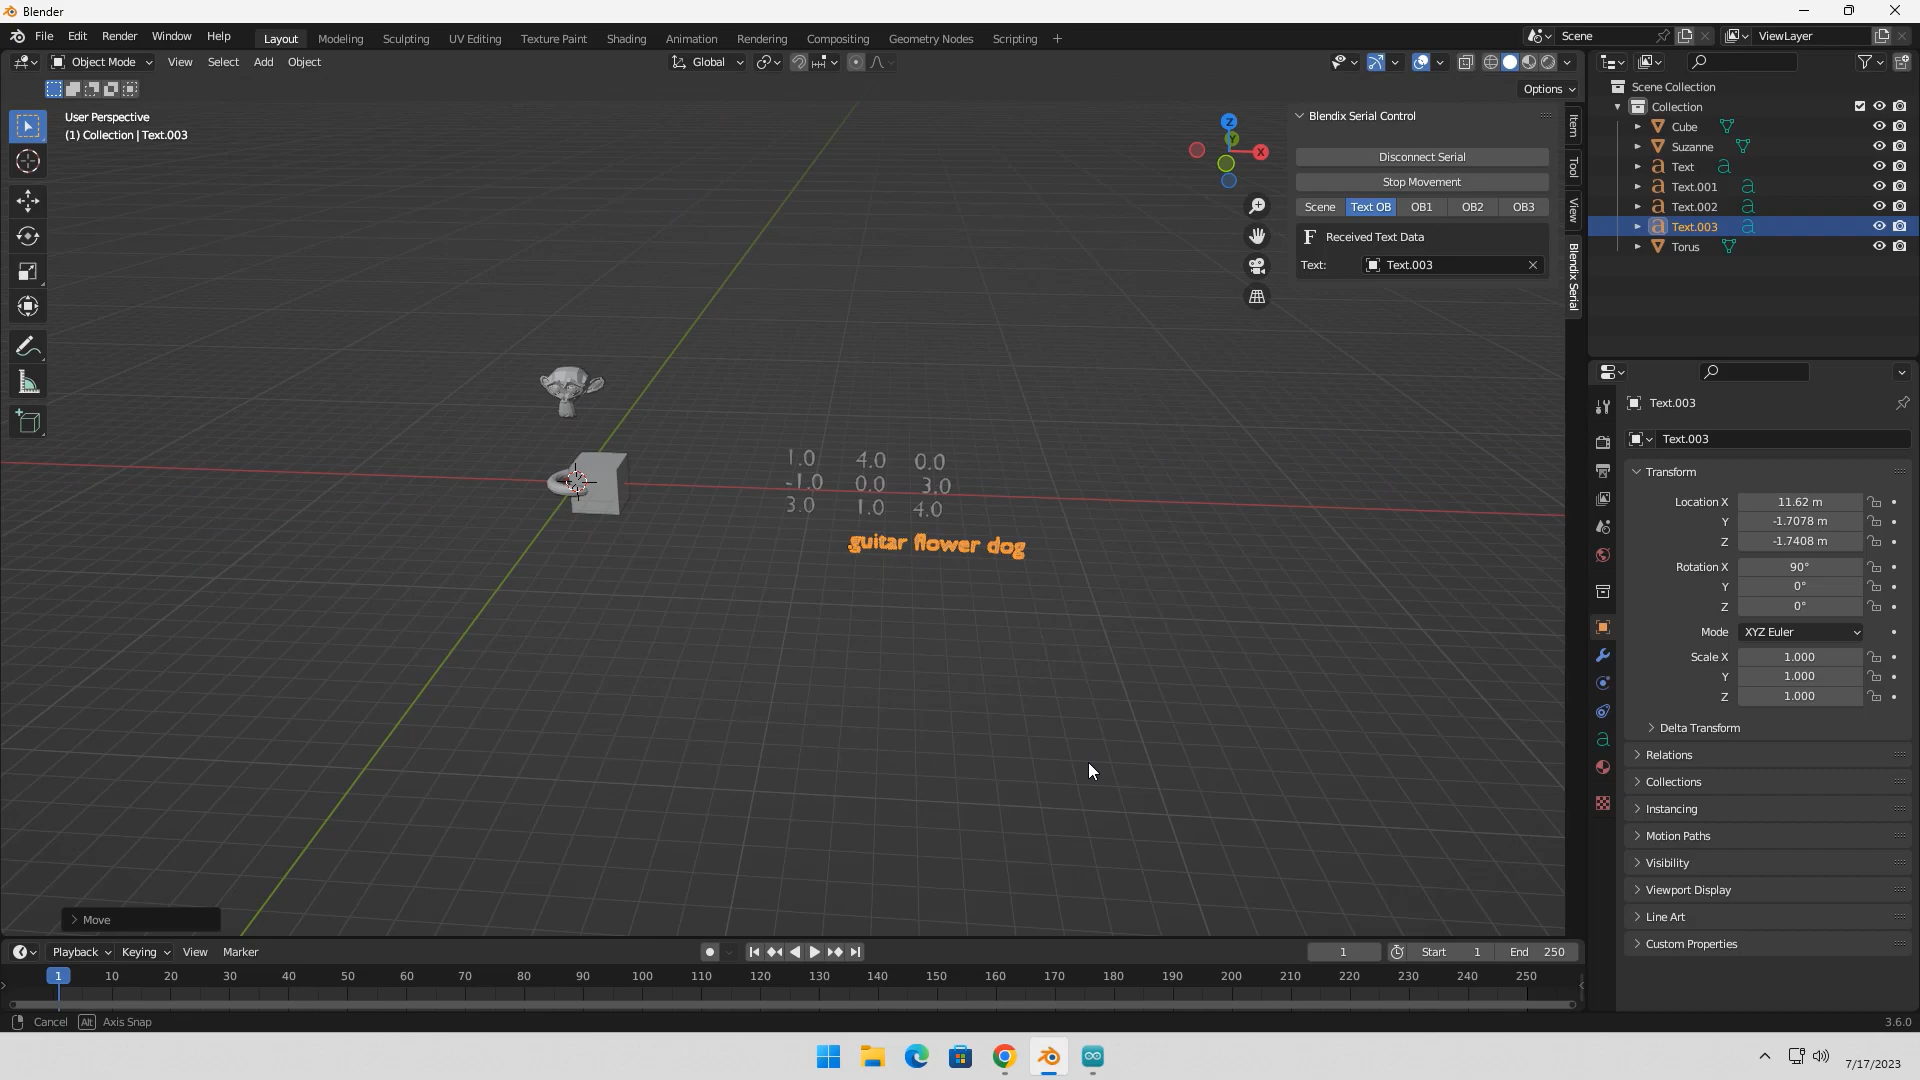 Blender
File Edit Render Window Help Layout Modeling Sculpting UV Editing Texture Paint Shading Animation Rendering Compositing Geometry Nodes Scripting + Scene ViewLayer
Object Mode View Select Add Object Global
Options
User Perspective
(1) Collection | Text.003
Z
Y
X
Blendix Serial Control
Disconnect Serial
Stop Movement
Scene Text OB OB1 OB2 OB3
F Received Text Data
Text: Text.003
Item
Tool
View
Blendix Serial
1.0 4.0 0.0
-1.0 0.0 3.0
3.0 1.0 4.0
guitar flower dog
Move
Scene Collection
Collection
Cube
Suzanne
Text
Text.001
Text.002
Text.003
Torus
Text.003
Text.003
Transform
Location X 11.62 m
Y -1.7078 m
Z -1.7408 m
Rotation X 90°
Y 0°
Z 0°
Mode XYZ Euler
Scale X 1.000
Y 1.000
Z 1.000
Delta Transform
Relations
Collections
Instancing
Motion Paths
Visibility
Viewport Display
Line Art
Custom Properties
Playback Keying View Marker 1 Start 1 End 250
1 10 20 30 40 50 60 70 80 90 100 110 120 130 140 150 160 170 180 190 200 210 220 230 240 250
Cancel Alt Axis Snap 3.6.0
7/17/2023